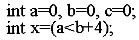 int a=0, b=0, c=0;
int x=(a<b+4);